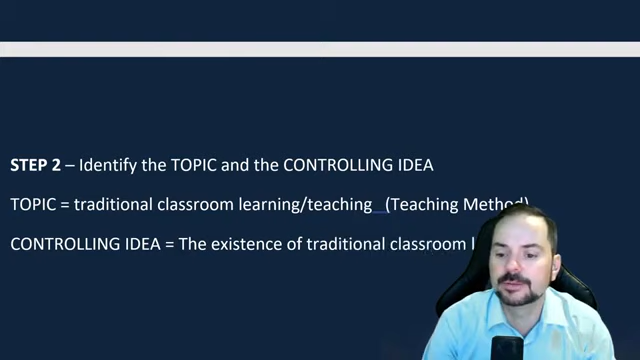 STEP 2 – Identify the TOPIC and the CONTROLLING IDEA
TOPIC = traditional classroom learning/teaching (Teaching Method)
CONTROLLING IDEA = The existence of traditional classroom